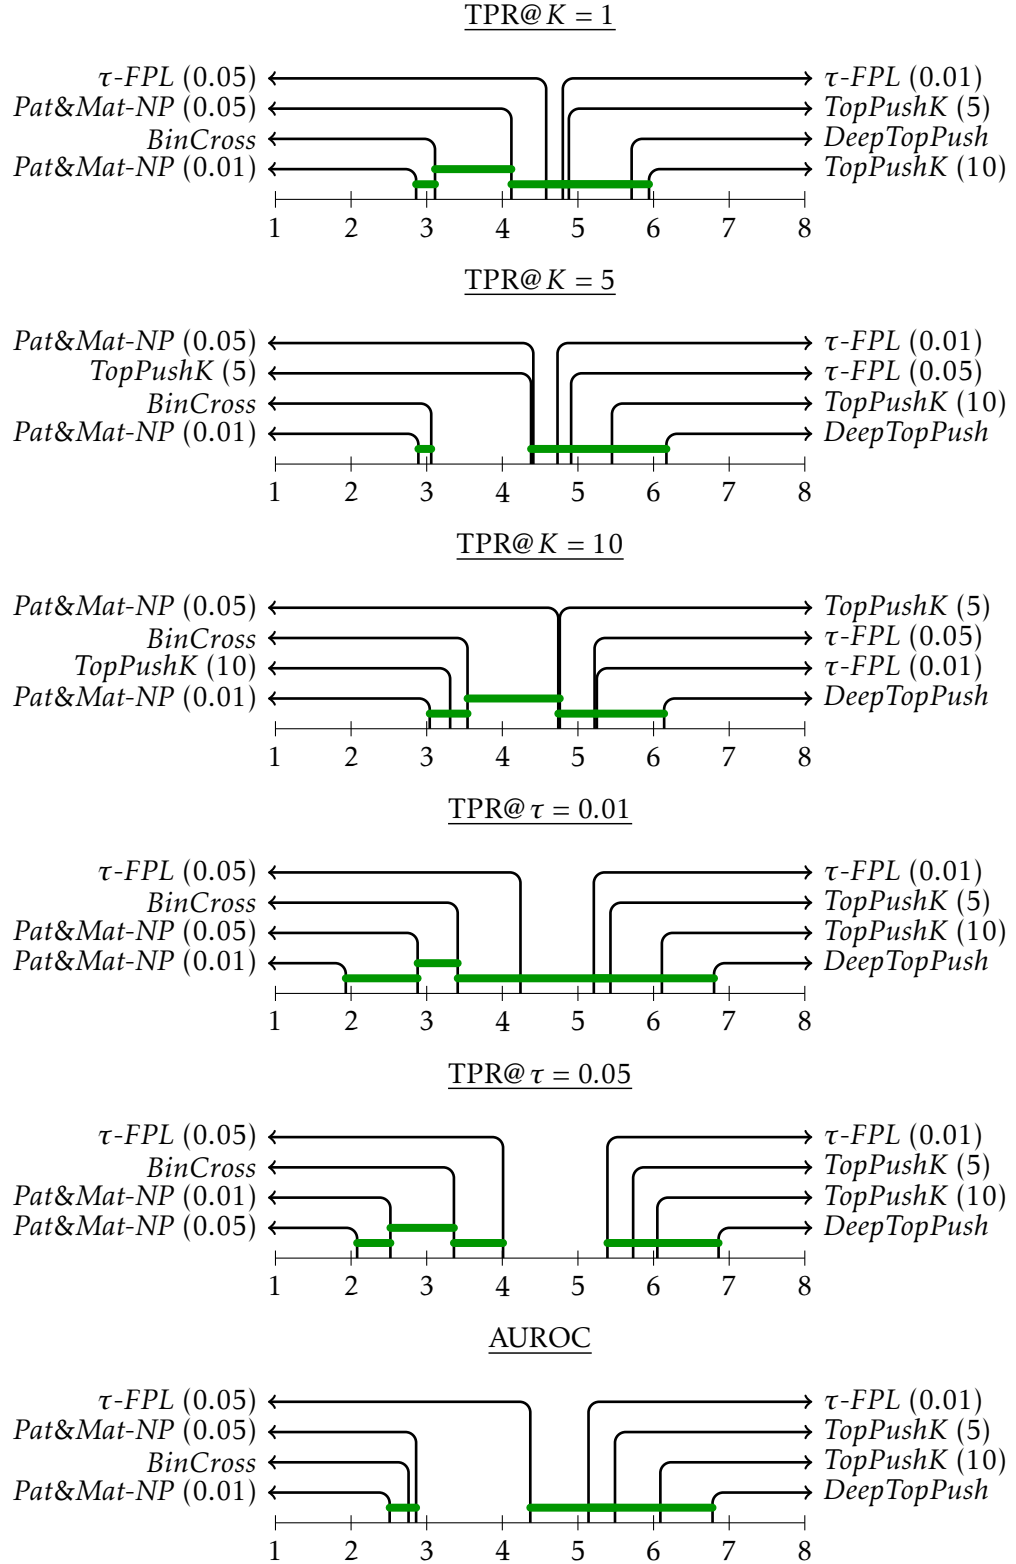 TPR@K = 1
τ-FPL (0.05) τ-FPL (0.01)
Pat&Mat-NP (0.05) TopPushK (5)
BinCross DeepTopPush
Pat&Mat-NP (0.01) TopPushK (10)
1 2 3 4 5 6 7 8
TPR@K = 5
Pat&Mat-NP (0.05) τ-FPL (0.01)
TopPushK (5) τ-FPL (0.05)
BinCross TopPushK (10)
Pat&Mat-NP (0.01) DeepTopPush
1 2 3 4 5 6 7 8
TPR@K = 10
Pat&Mat-NP (0.05) TopPushK (5)
BinCross τ-FPL (0.05)
TopPushK (10) τ-FPL (0.01)
Pat&Mat-NP (0.01) DeepTopPush
1 2 3 4 5 6 7 8
TPR@τ = 0.01
τ-FPL (0.05) τ-FPL (0.01)
BinCross TopPushK (5)
Pat&Mat-NP (0.05) TopPushK (10)
Pat&Mat-NP (0.01) DeepTopPush
1 2 3 4 5 6 7 8
TPR@τ = 0.05
τ-FPL (0.05) τ-FPL (0.01)
BinCross TopPushK (5)
Pat&Mat-NP (0.01) TopPushK (10)
Pat&Mat-NP (0.05) DeepTopPush
1 2 3 4 5 6 7 8
AUROC
τ-FPL (0.05) τ-FPL (0.01)
Pat&Mat-NP (0.05) TopPushK (5)
BinCross TopPushK (10)
Pat&Mat-NP (0.01) DeepTopPush
1 2 3 4 5 6 7 8